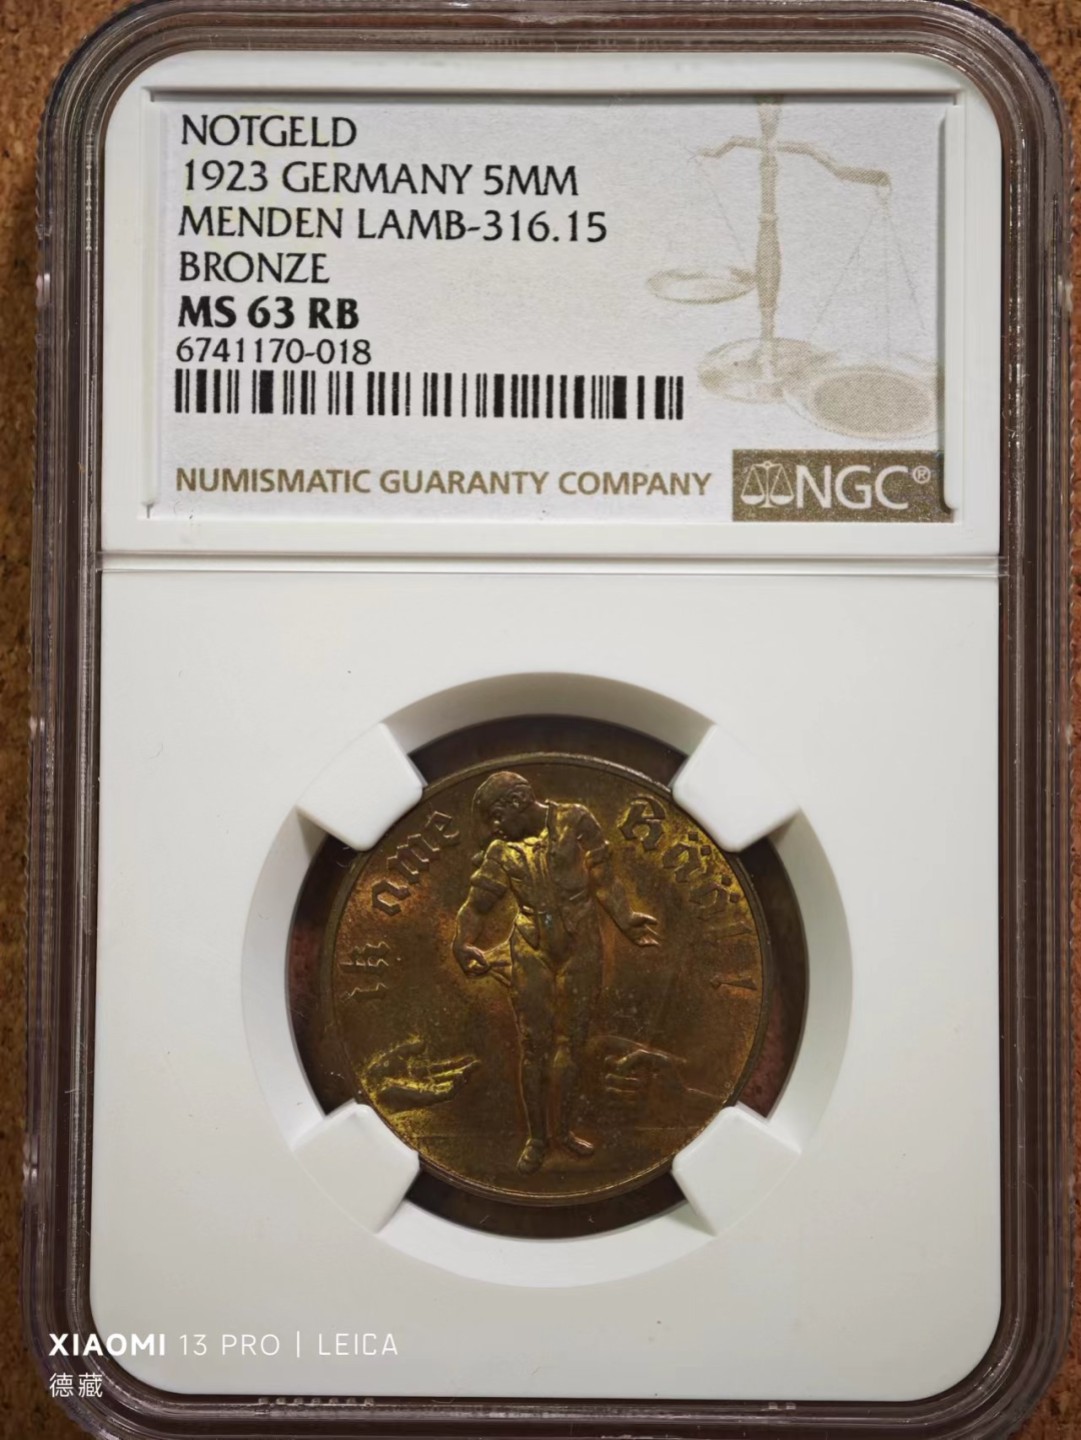 NOTGELD
1923 GERMANY 5MM
MENDEN LAMB-316.15
BRONZE
MS 63 RB
6741170-018
NUMISMATIC GUARANTY COMPANY NGC®
ame
XIAOMI 13 PRO | LEICA
德藏